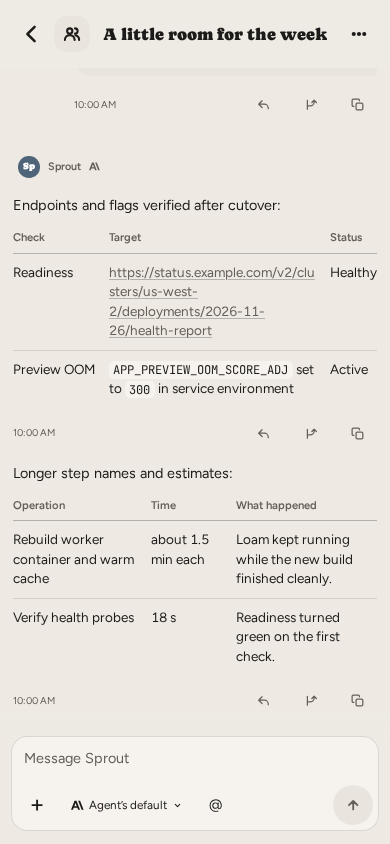 A little room for the week
10:00 AM
Sp Sprout
Endpoints and flags verified after cutover:
Check Target Status
Readiness https://status.example.com/v2/clu Healthy
sters/us-west-
2/deployments/2026-11-
26/health-report
Preview OOM APP_PREVIEW_OOM_SCORE_ADJ set Active
to 300 in service environment
10:00 AM
Longer step names and estimates:
Operation Time What happened
Rebuild worker about 1.5 Loam kept running
container and warm min each while the new build
cache finished cleanly.
Verify health probes 18 s Readiness turned
green on the first
check.
10:00 AM
Message Sprout
Agent's default @